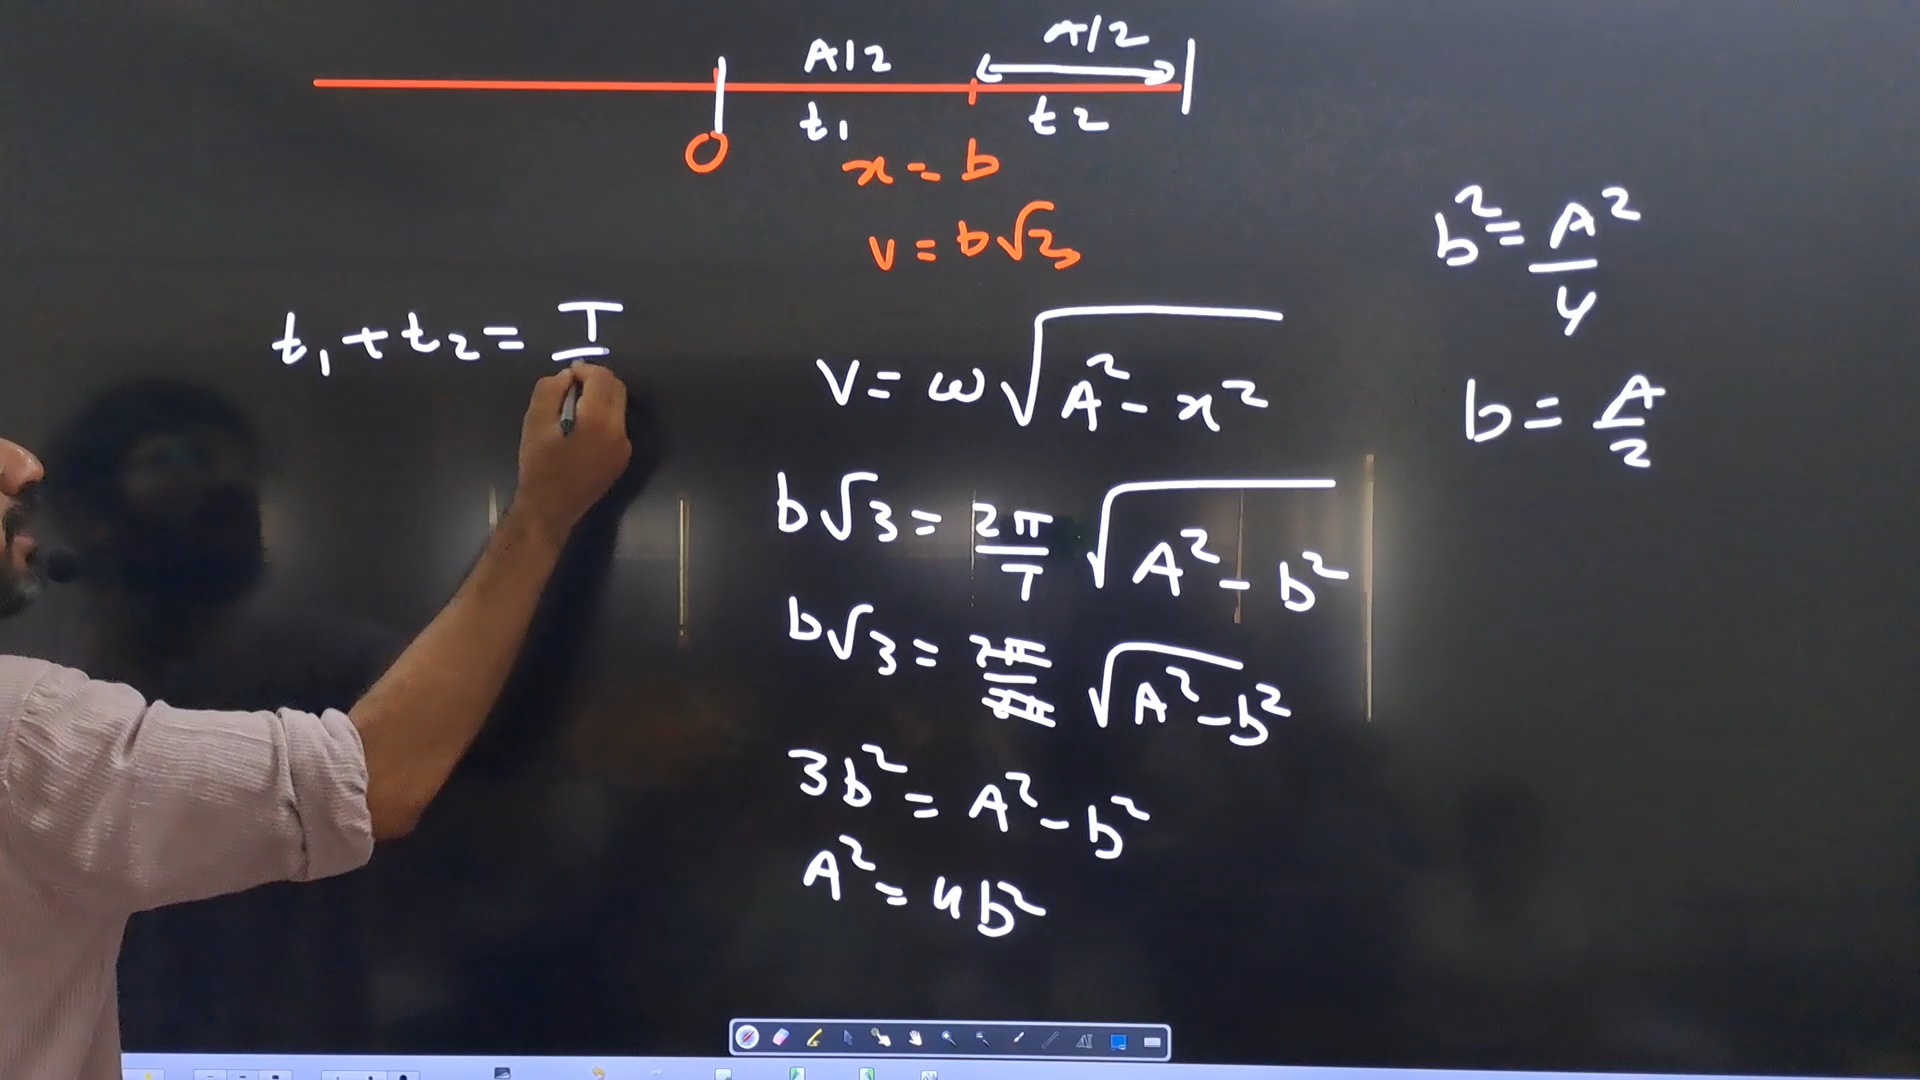 A/2 A/2
t₁ t2
O x = b
v = b√3
t₁ + t₂ = T
v = ω√A² - x²
b√3 = 2π/T √A² - b²
b√3 = 2π/2π √A² - b²
3b² = A² - b²
A² = 4b²
b² = A²/4
b = A/2